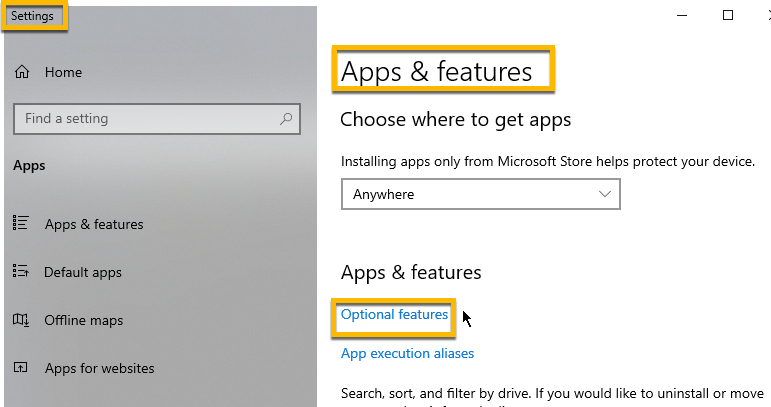 Settings
Home
Find a setting
Apps
Apps & features
Default apps
Offline maps
Apps for websites
Apps & features
Choose where to get apps
Installing apps only from Microsoft Store helps protect your device.
Anywhere
Apps & features
Optional features
App execution aliases
Search, sort, and filter by drive. If you would like to uninstall or move